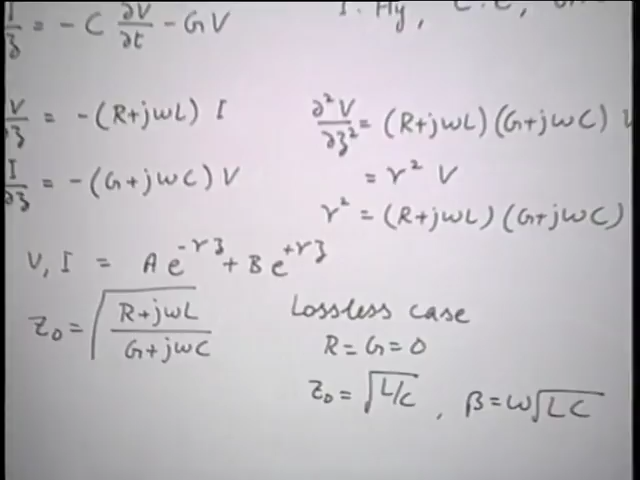 I/∂z = -C ∂V/∂t - GV
V/∂z = -(R+jωL) I
I/∂z = -(G+jωC) V
∂²V/∂z² = (R+jωL)(G+jωC) V
= γ² V
γ² = (R+jωL)(G+jωC)
V, I = A e^{-γz} + B e^{+γz}
Z₀ = √((R+jωL)/(G+jωC))
Lossless case
R = G = 0
Z₀ = √(L/C), β = ω√(LC)